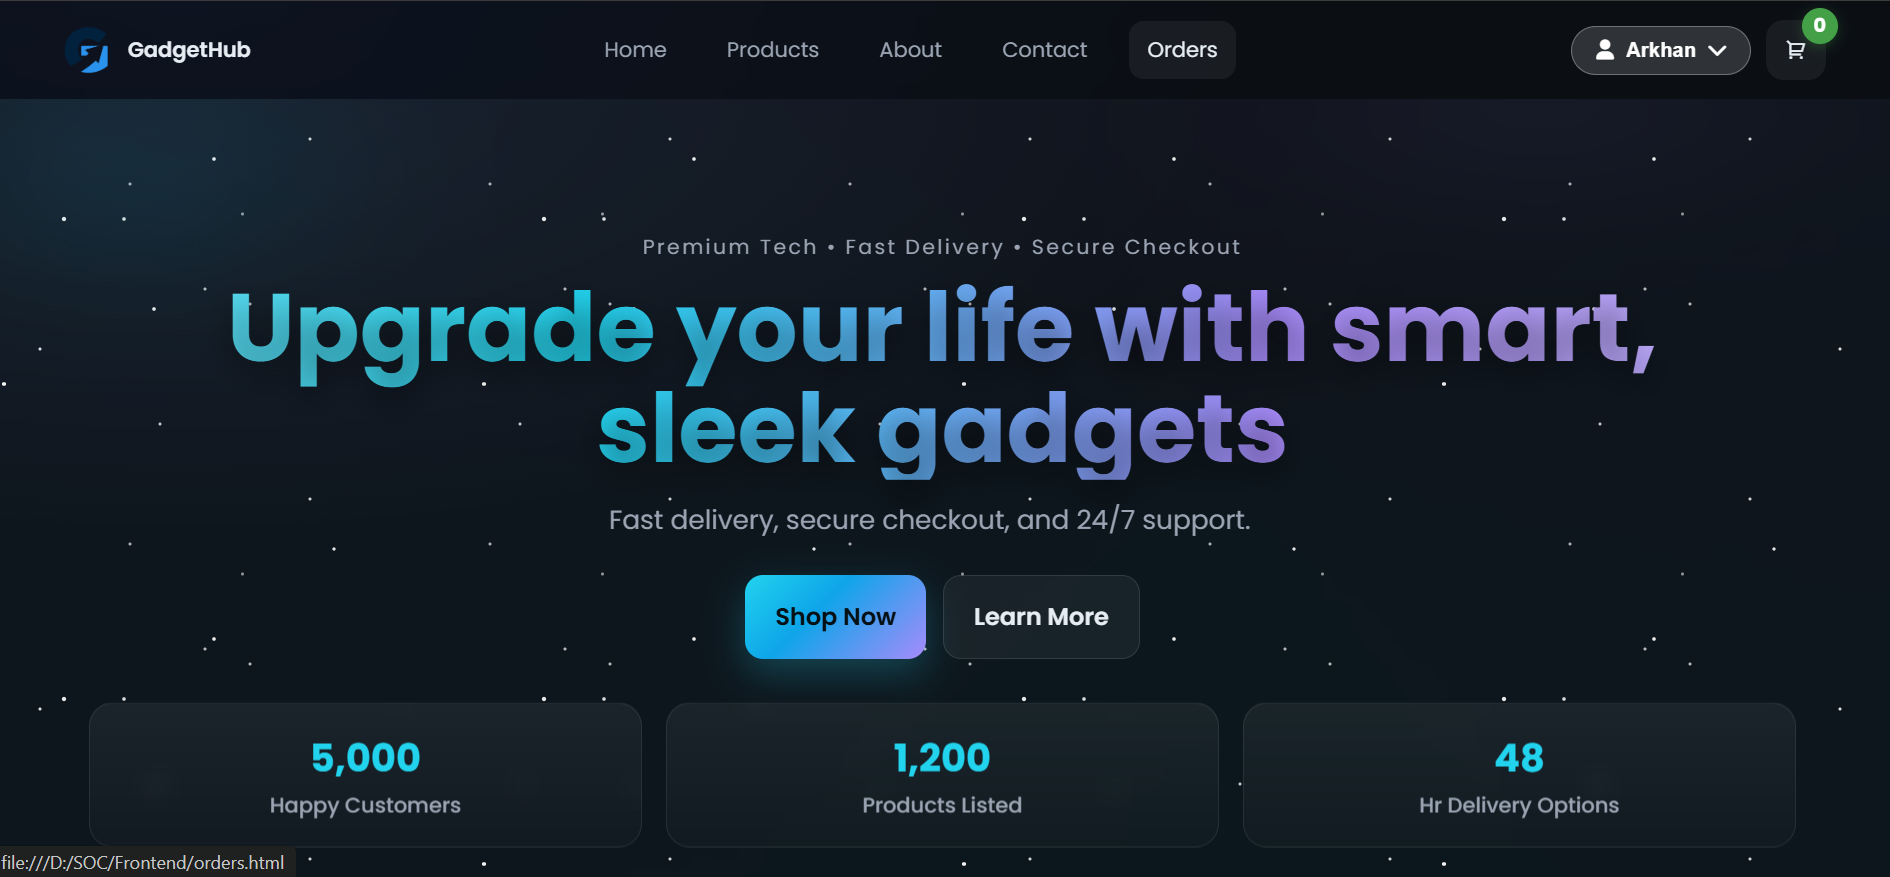 GadgetHub
Home Products About Contact Orders
Arkhan
0
Premium Tech • Fast Delivery • Secure Checkout
Upgrade your life with smart,
sleek gadgets
Fast delivery, secure checkout, and 24/7 support.
Shop Now Learn More
5,000
Happy Customers
1,200
Products Listed
48
Hr Delivery Options
file:///D:/SOC/Frontend/orders.html